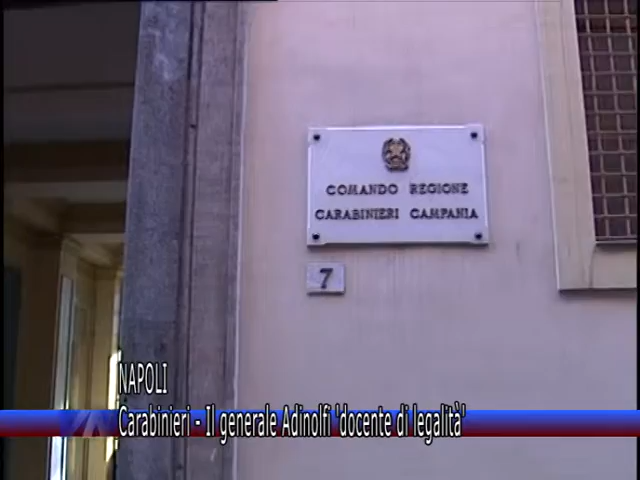 COMANDO REGIONE
CARABINIERI CAMPANIA
7
NAPOLI
Carabinieri - Il generale Adinolfi 'docente di legalità'